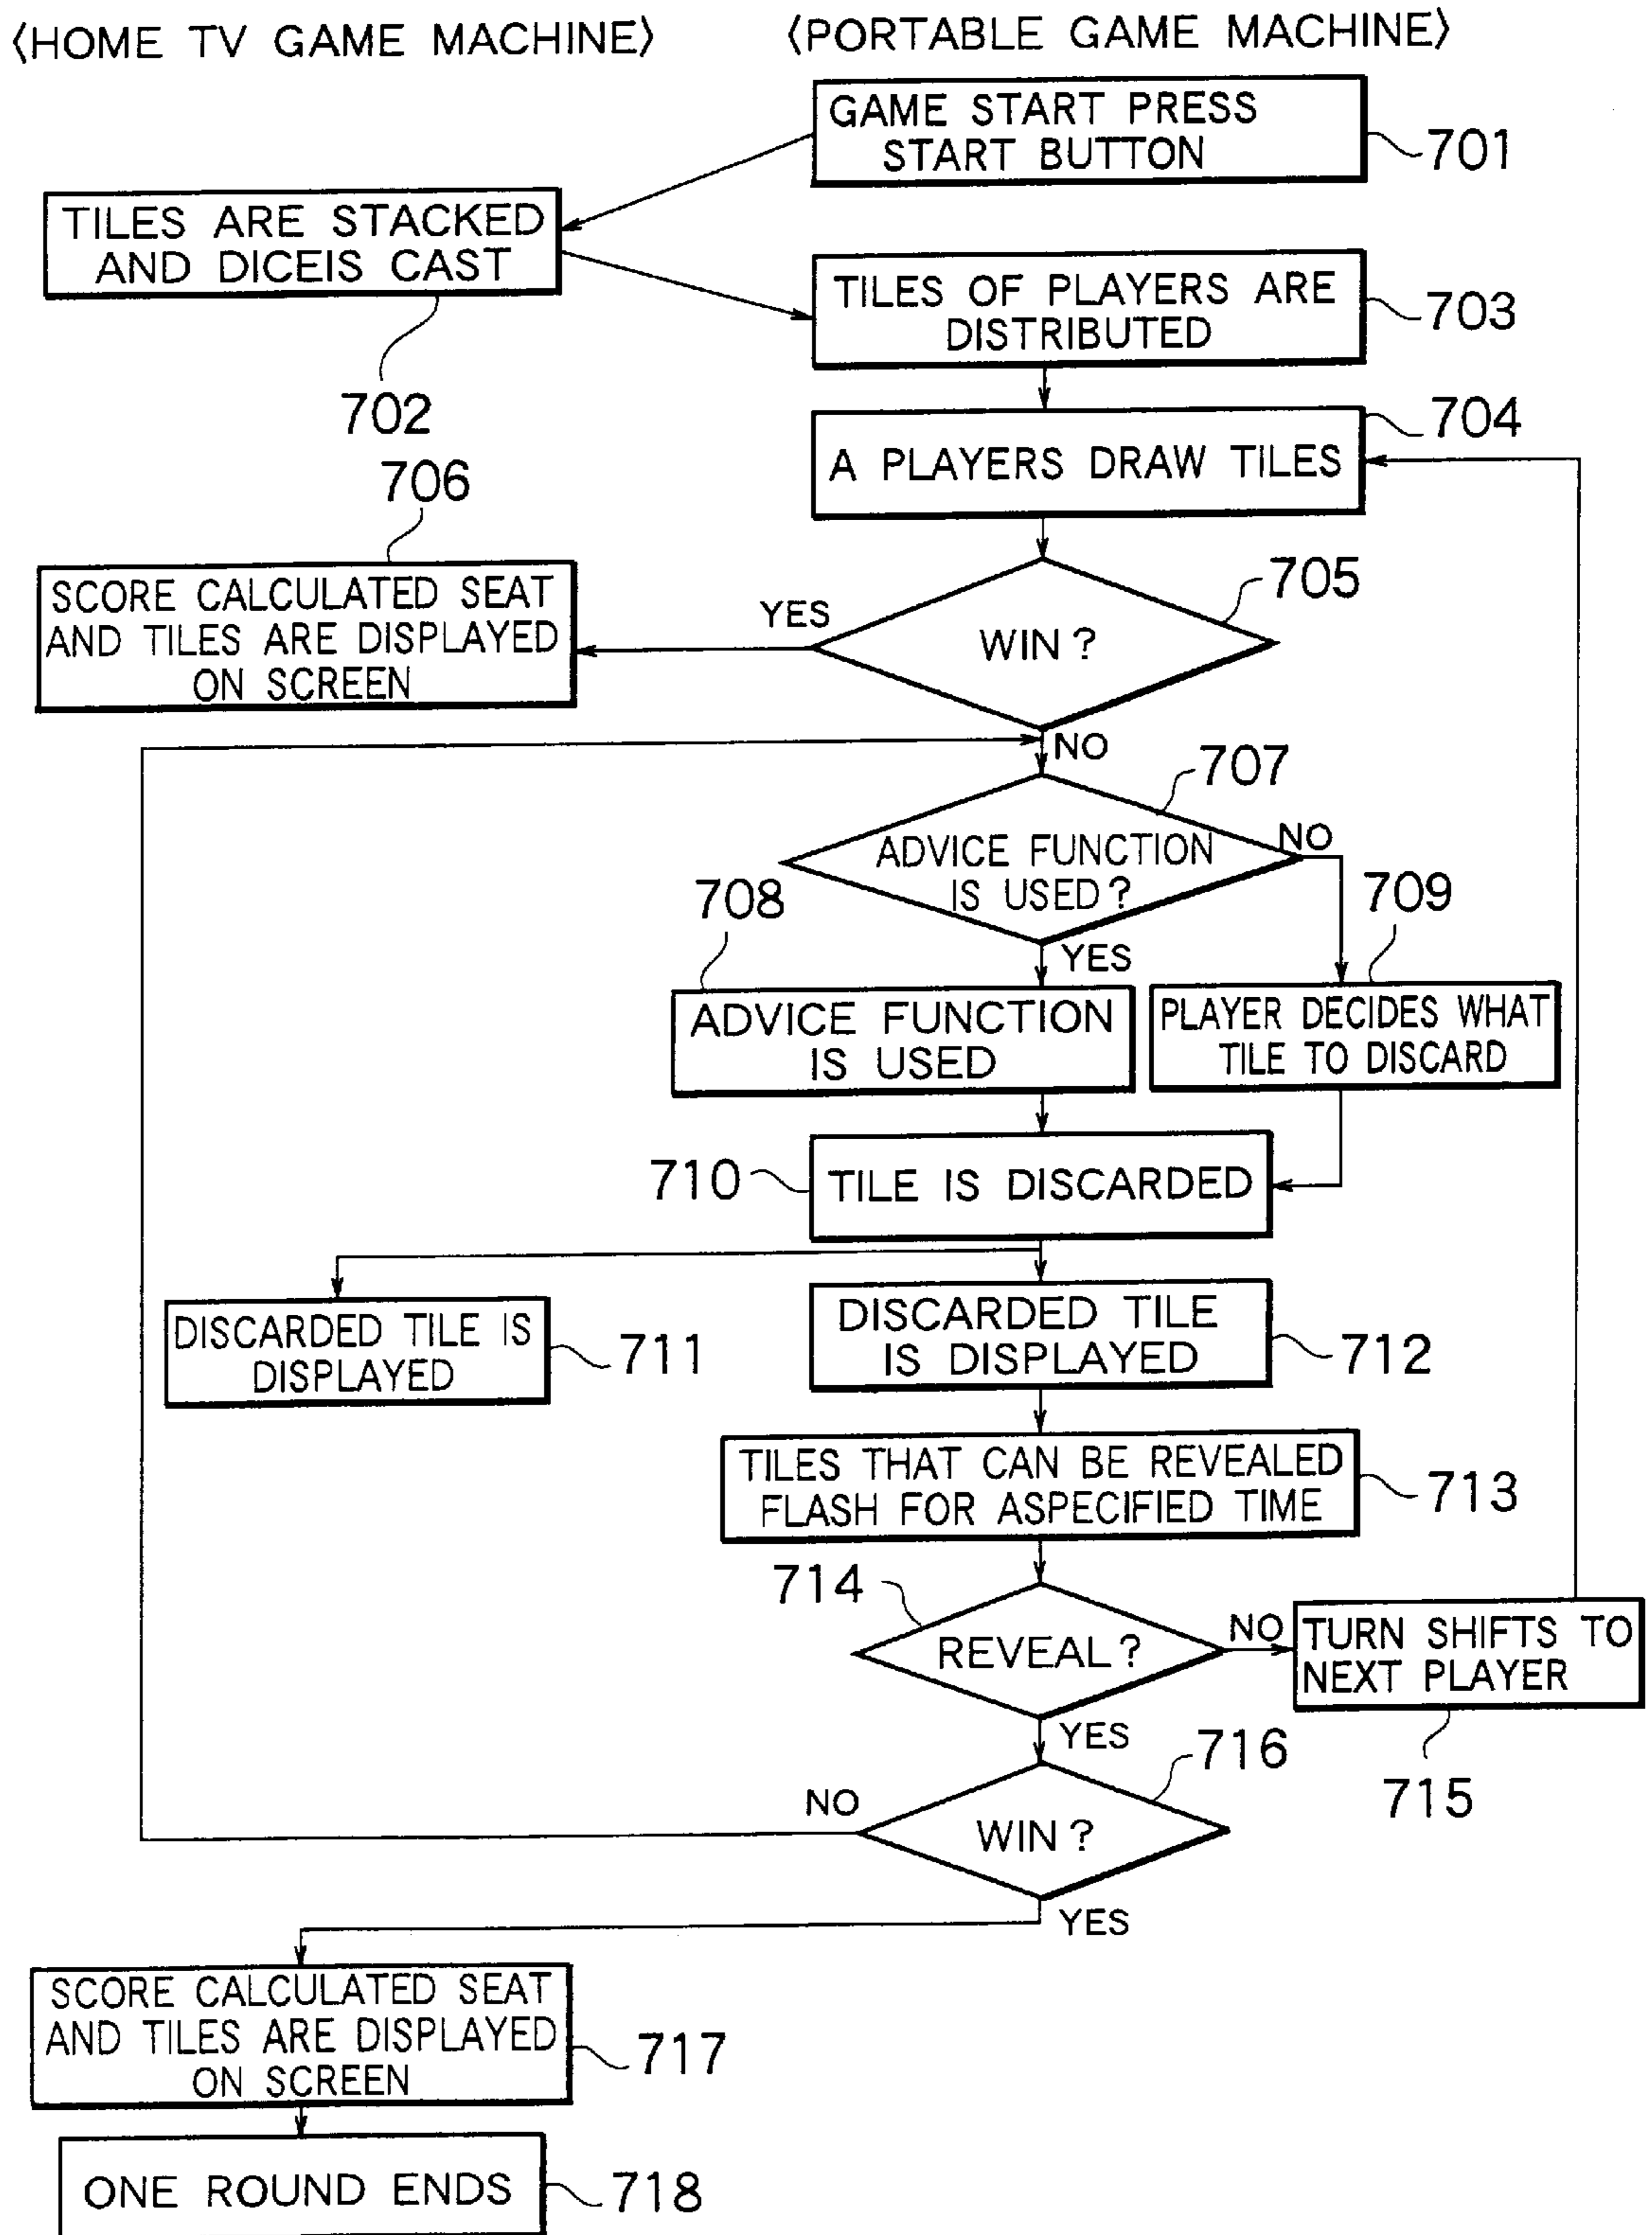 〈HOME TV GAME MACHINE〉
〈PORTABLE GAME MACHINE〉
GAME START PRESS
START BUTTON
701
TILES ARE STACKED
AND DICEIS CAST
702
TILES OF PLAYERS ARE
DISTRIBUTED
703
704
A PLAYERS DRAW TILES
706
SCORE CALCULATED SEAT
AND TILES ARE DISPLAYED
ON SCREEN
YES
WIN?
705
NO
707
ADVICE FUNCTION
IS USED?
NO
708
YES
709
ADVICE FUNCTION
IS USED
PLAYER DECIDES WHAT
TILE TO DISCARD
710
TILE IS DISCARDED
DISCARDED TILE IS
DISPLAYED
711
DISCARDED TILE
IS DISPLAYED
712
TILES THAT CAN BE REVEALED
FLASH FOR ASPECIFIED TIME
713
714
REVEAL?
NO
TURN SHIFTS TO
NEXT PLAYER
715
YES
716
NO
WIN?
YES
SCORE CALCULATED SEAT
AND TILES ARE DISPLAYED
ON SCREEN
717
ONE ROUND ENDS
718